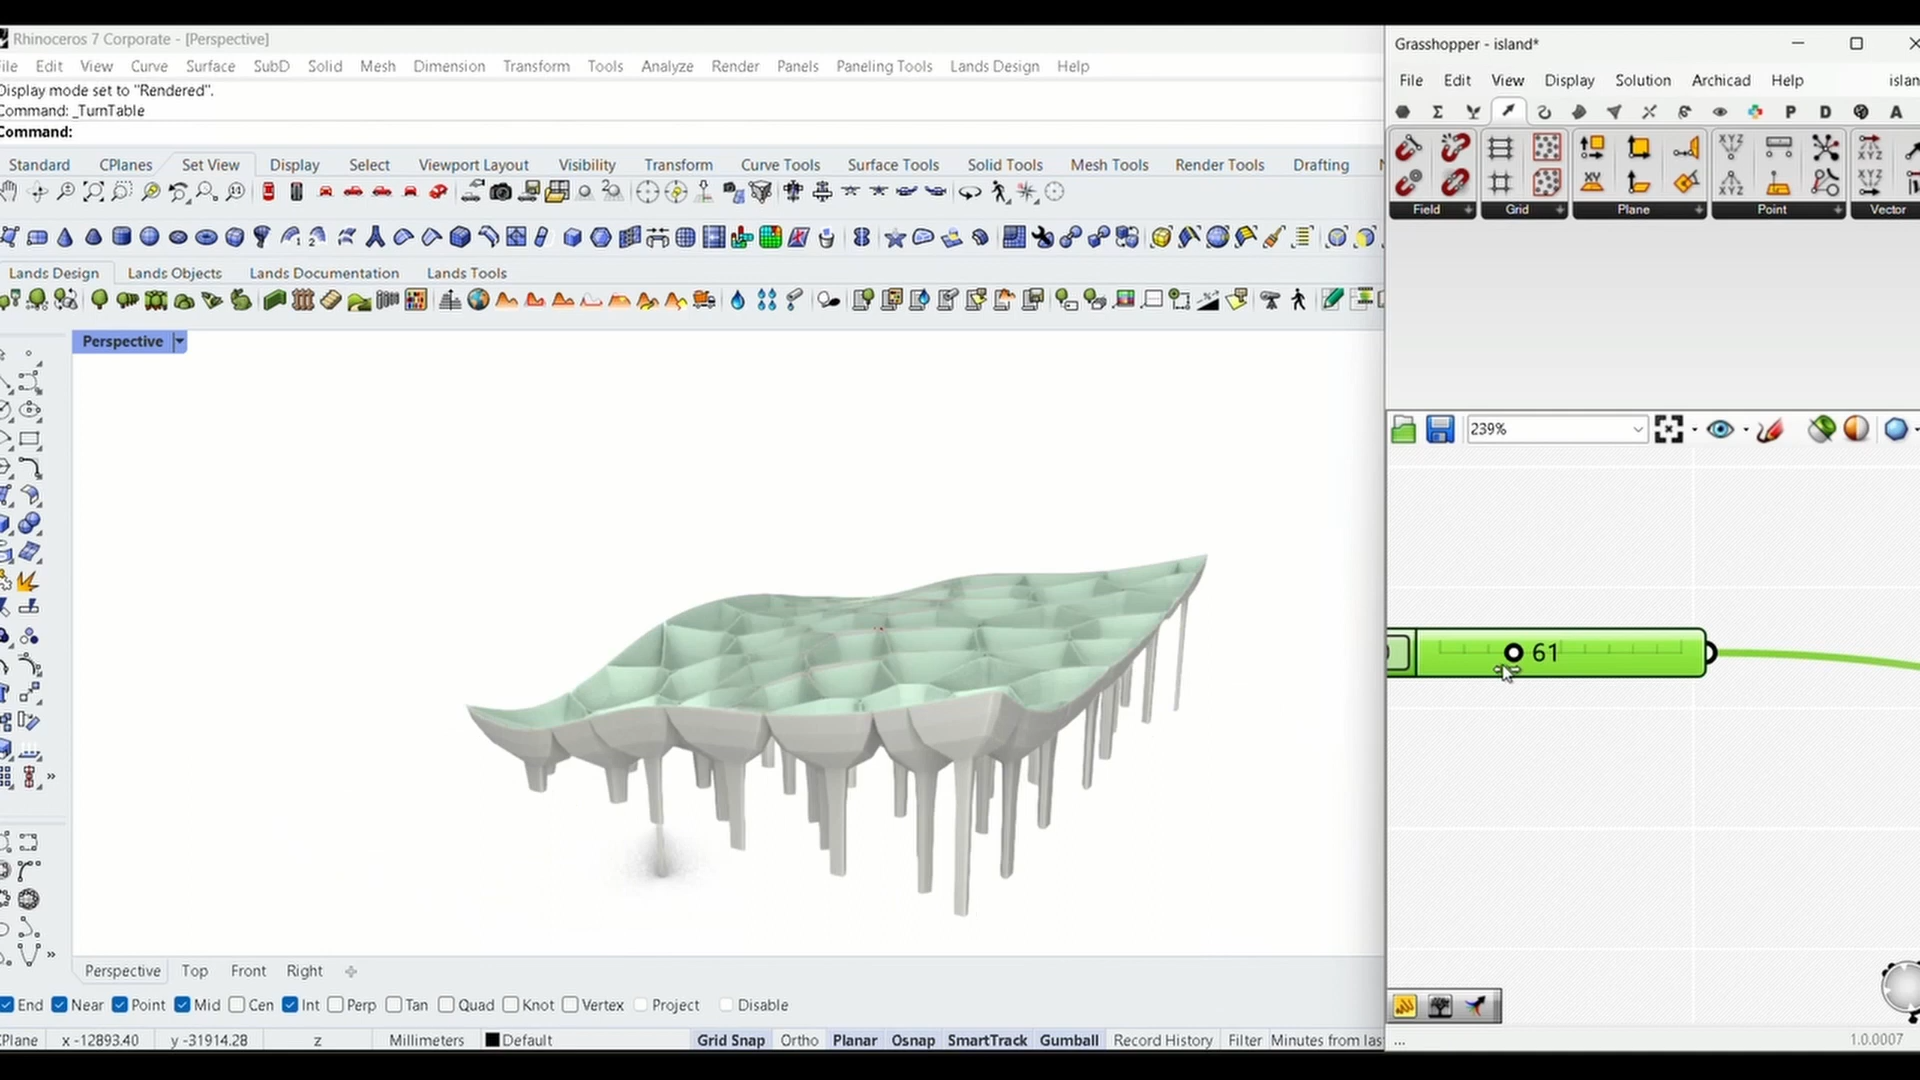 Rhinoceros 7 Corporate - [Perspective]
File Edit View Curve Surface SubD Solid Mesh Dimension Transform Tools Analyze Render Panels Paneling Tools Lands Design Help
Display mode set to "Rendered".
Command: _TurnTable
Command:
Standard CPlanes Set View Display Select Viewport Layout Visibility Transform Curve Tools Surface Tools Solid Tools Mesh Tools Render Tools Drafting
Lands Design Lands Objects Lands Documentation Lands Tools
Perspective
Perspective Top Front Right
End Near Point Mid Cen Int Perp Tan Quad Knot Vertex Project Disable
CPlane x -12893.40 y -31914.28 z Millimeters Default Grid Snap Ortho Planar Osnap SmartTrack Gumball Record History Filter Minutes from las
Grasshopper - island*
File Edit View Display Solution Archicad Help islan
P D A
Field Grid Plane Point Vector
239%
61
...
1.0.0007